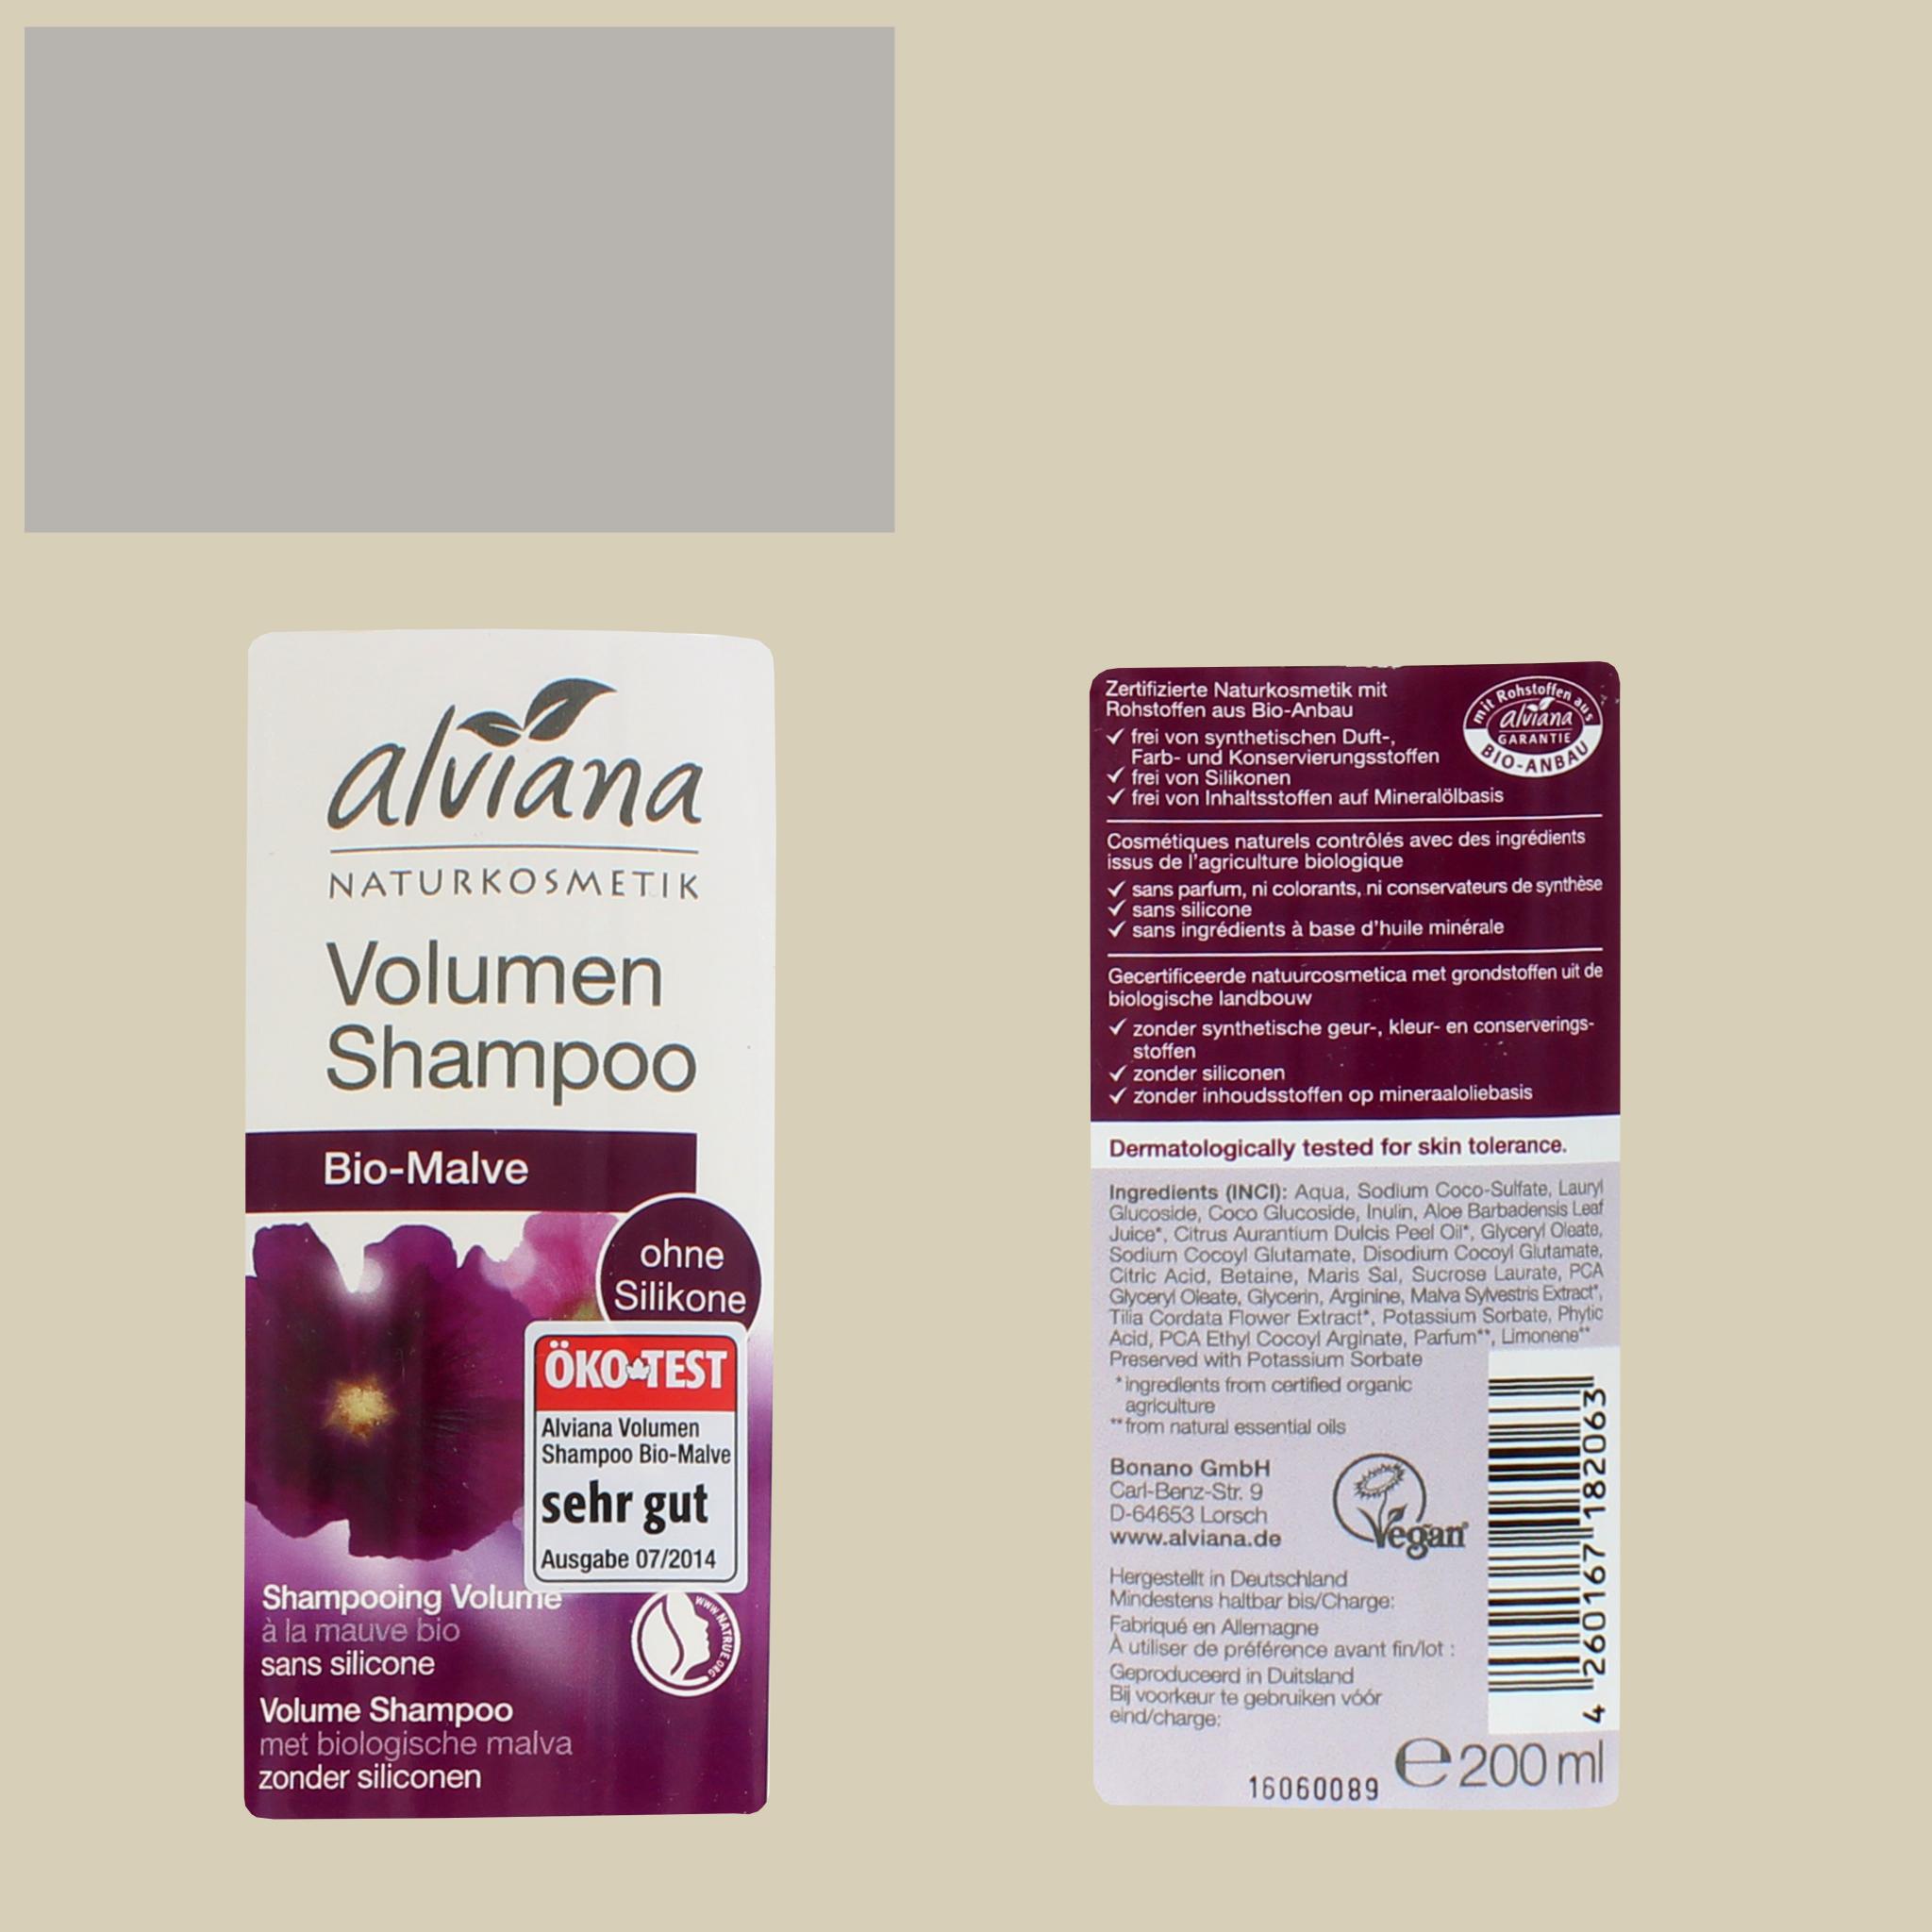 alviana
NATURKOSMETIK
Volumen
Shampoo
Bio-Malve
ohne
Silikone
ÖKO TEST
Alviana Volumen
Shampoo Bio-Malve
sehr gut
Ausgabe 07/2014
Shampooing Volume
à la mauve bio
sans silicone
WWW.NATRUE.ORG
Volume Shampoo
met biologische malva
zonder siliconen
Zertifizierte Naturkosmetik mit
Rohstoffen aus Bio-Anbau
✓ frei von synthetischen Duft-,
Farb- und Konservierungsstoffen
✓ frei von Silikonen
✓ frei von Inhaltsstoffen auf Mineralölbasis
mit Rohstoffen aus
alviana
GARANTIE
BIO-ANBAU
Cosmétiques naturels contrôlés avec des ingrédients
issus de l'agriculture biologique
✓ sans parfum, ni colorants, ni conservateurs de synthèse
✓ sans silicone
✓ sans ingrédients à base d'huile minérale
Gecertificeerde natuurcosmetica met grondstoffen uit de
biologische landbouw
✓ zonder synthetische geur-, kleur- en conserverings-
stoffen
✓ zonder siliconen
✓ zonder inhoudsstoffen op mineraaloliebasis
Dermatologically tested for skin tolerance.
Ingredients (INCI): Aqua, Sodium Coco-Sulfate, Lauryl
Glucoside, Coco Glucoside, Inulin, Aloe Barbadensis Leaf
Juice*, Citrus Aurantium Dulcis Peel Oil*, Glyceryl Oleate,
Sodium Cocoyl Glutamate, Disodium Cocoyl Glutamate,
Citric Acid, Betaine, Maris Sal, Sucrose Laurate, PCA
Glyceryl Oleate, Glycerin, Arginine, Malva Sylvestris Extract*,
Tilia Cordata Flower Extract*, Potassium Sorbate, Phytic
Acid, PCA Ethyl Cocoyl Arginate, Parfum**, Limonene**
Preserved with Potassium Sorbate
*ingredients from certified organic
agriculture
**from natural essential oils
Bonano GmbH
Carl-Benz-Str. 9
D-64653 Lorsch
www.alviana.de
Vegan
Hergestellt in Deutschland
Mindestens haltbar bis/Charge:
Fabriqué en Allemagne
À utiliser de préférence avant fin/lot :
Geproduceerd in Duitsland
Bij voorkeur te gebruiken vóór
eind/charge:
4 260167 182063
e 200 ml
16060089